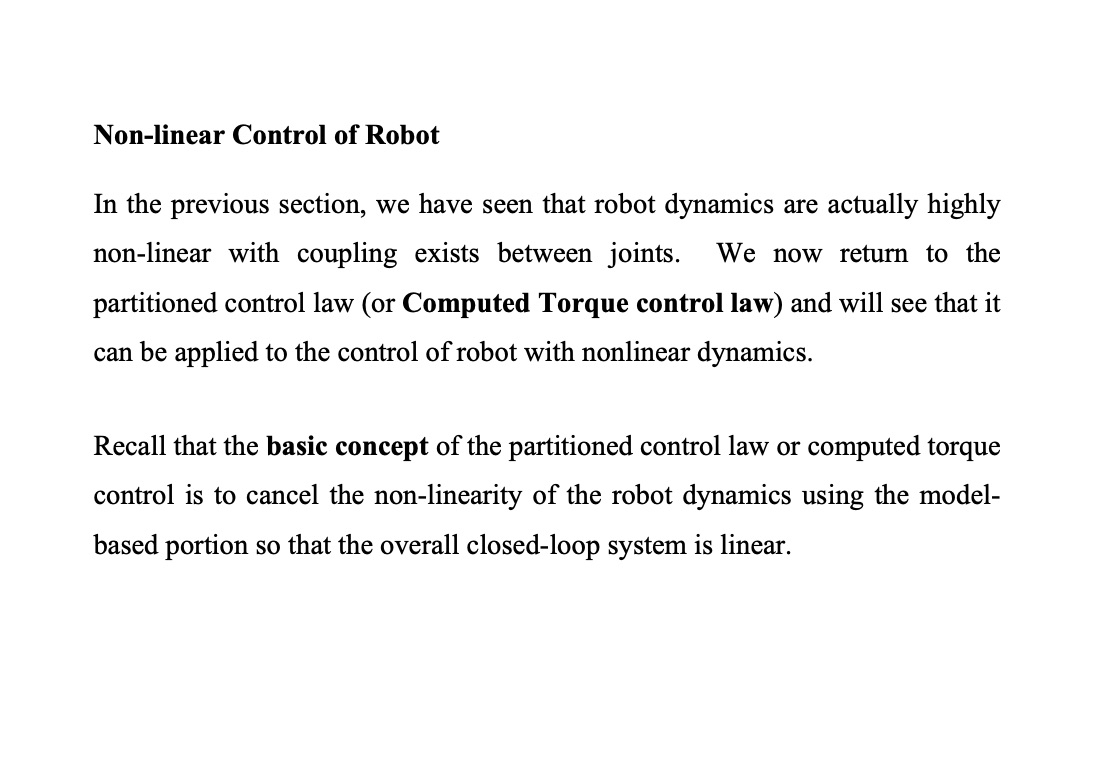 Non-linear Control of Robot
In the previous section, we have seen that robot dynamics are actually highly
non-linear with coupling exists between joints. We now return to the
partitioned control law (or Computed Torque control law) and will see that it
can be applied to the control of robot with nonlinear dynamics.
Recall that the basic concept of the partitioned control law or computed torque
control is to cancel the non-linearity of the robot dynamics using the model-
based portion so that the overall closed-loop system is linear.